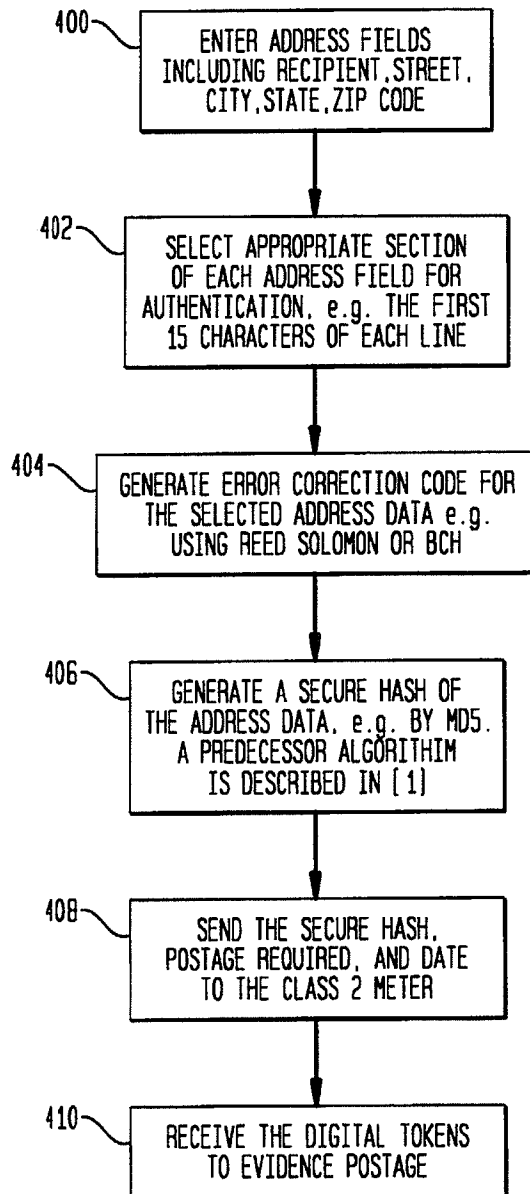 400
ENTER ADDRESS FIELDS
INCLUDING RECIPIENT, STREET,
CITY, STATE, ZIP CODE
402
SELECT APPROPRIATE SECTION
OF EACH ADDRESS FIELD FOR
AUTHENTICATION, e.g. THE FIRST
15 CHARACTERS OF EACH LINE
404
GENERATE ERROR CORRECTION CODE FOR
THE SELECTED ADDRESS DATA e.g.
USING REED SOLOMON OR BCH
406
GENERATE A SECURE HASH OF
THE ADDRESS DATA, e.g. BY MD5.
A PREDECESSOR ALGORITHIM
IS DESCRIBED IN [1]
408
SEND THE SECURE HASH,
POSTAGE REQUIRED, AND DATE
TO THE CLASS 2 METER
410
RECEIVE THE DIGITAL TOKENS
TO EVIDENCE POSTAGE